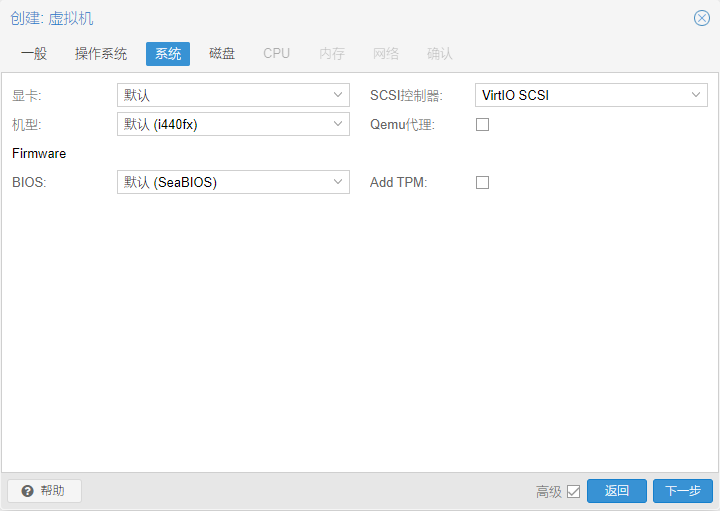 创建: 虚拟机
一般 操作系统 系统 磁盘 CPU 内存 网络 确认
显卡: 默认 SCSI控制器: VirtIO SCSI
机型: 默认 (i440fx) Qemu代理:
Firmware
BIOS: 默认 (SeaBIOS) Add TPM:
帮助 高级 返回 下一步